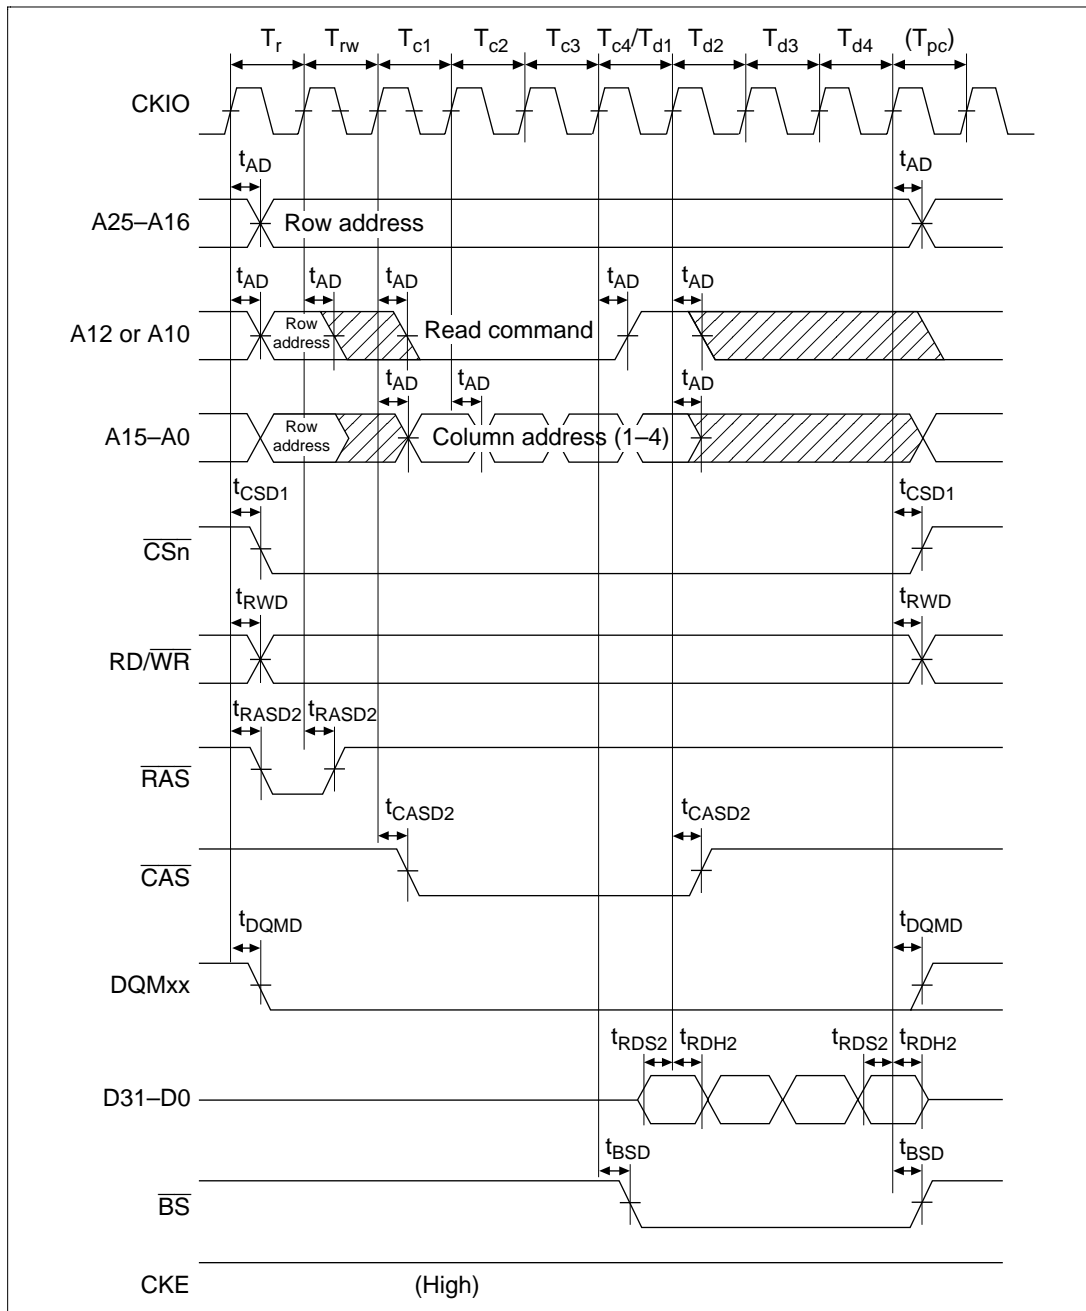 Tr Trw Tc1 Tc2 Tc3 Tc4/Td1 Td2 Td3 Td4 (Tpc)
CKIO
tAD tAD
A25–A16 Row address
tAD tAD tAD tAD tAD
A12 or A10 Row address Read command
tAD tAD tAD
A15–A0 Row address Column address (1–4)
tCSD1 tCSD1
CSn
tRWD tRWD
RD/WR
tRASD2 tRASD2
RAS
tCASD2 tCASD2
CAS
tDQMD tDQMD
DQMxx
tRDS2 tRDH2 tRDS2 tRDH2
D31–D0
tBSD tBSD
BS
CKE (High)